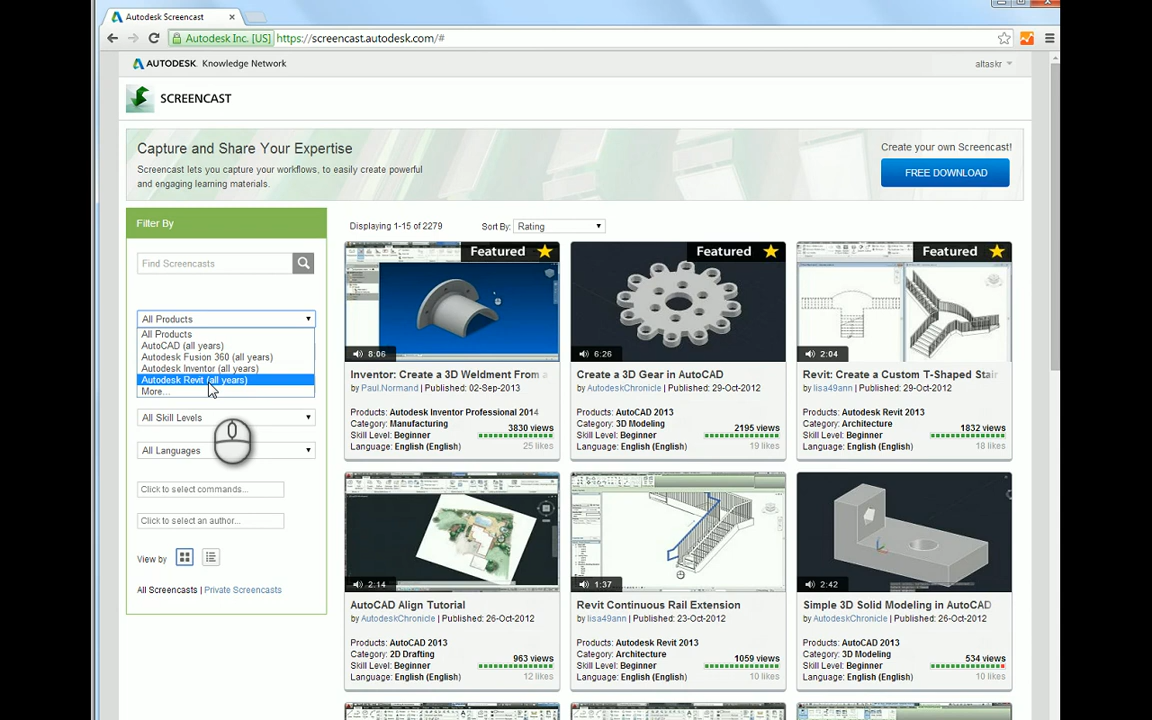 Autodesk Screencast
Autodesk Inc. [US] https://screencast.autodesk.com/#
AUTODESK Knowledge Network
altaskr
SCREENCAST
Capture and Share Your Expertise
Screencast lets you capture your workflows, to easily create powerful
and engaging learning materials.
Create your own Screencast!
FREE DOWNLOAD
Filter By
Find Screencasts
All Products
All Products
AutoCAD (all years)
Autodesk Fusion 360 (all years)
Autodesk Inventor (all years)
Autodesk Revit (all years)
More...
All Skill Levels
All Languages
Click to select commands...
Click to select an author...
View by
All Screencasts | Private Screencasts
Displaying 1-15 of 2279
Sort By: Rating
Featured
8:06
Inventor: Create a 3D Weldment From a
by Paul.Normand | Published: 02-Sep-2013
Products: Autodesk Inventor Professional 2014
Category: Manufacturing
3830 views
Skill Level: Beginner
Language: English (English)
25 likes
Featured
6:26
Create a 3D Gear in AutoCAD
by AutodeskChronicle | Published: 29-Oct-2012
Products: AutoCAD 2013
Category: 3D Modeling
2195 views
Skill Level: Beginner
Language: English (English)
19 likes
Featured
2:04
Revit: Create a Custom T-Shaped Stair
by lisa49ann | Published: 29-Oct-2012
Products: Autodesk Revit 2013
Category: Architecture
1832 views
Skill Level: Beginner
Language: English (English)
18 likes
2:14
AutoCAD Align Tutorial
by AutodeskChronicle | Published: 26-Oct-2012
Products: AutoCAD 2013
Category: 2D Drafting
963 views
Skill Level: Beginner
Language: English (English)
12 likes
1:37
Revit Continuous Rail Extension
by lisa49ann | Published: 23-Oct-2012
Products: Autodesk Revit 2013
Category: Architecture
1059 views
Skill Level: Beginner
Language: English (English)
10 likes
2:42
Simple 3D Solid Modeling in AutoCAD
by AutodeskChronicle | Published: 26-Oct-2012
Products: AutoCAD 2013
Category: 3D Modeling
534 views
Skill Level: Beginner
Language: English (English)
10 likes